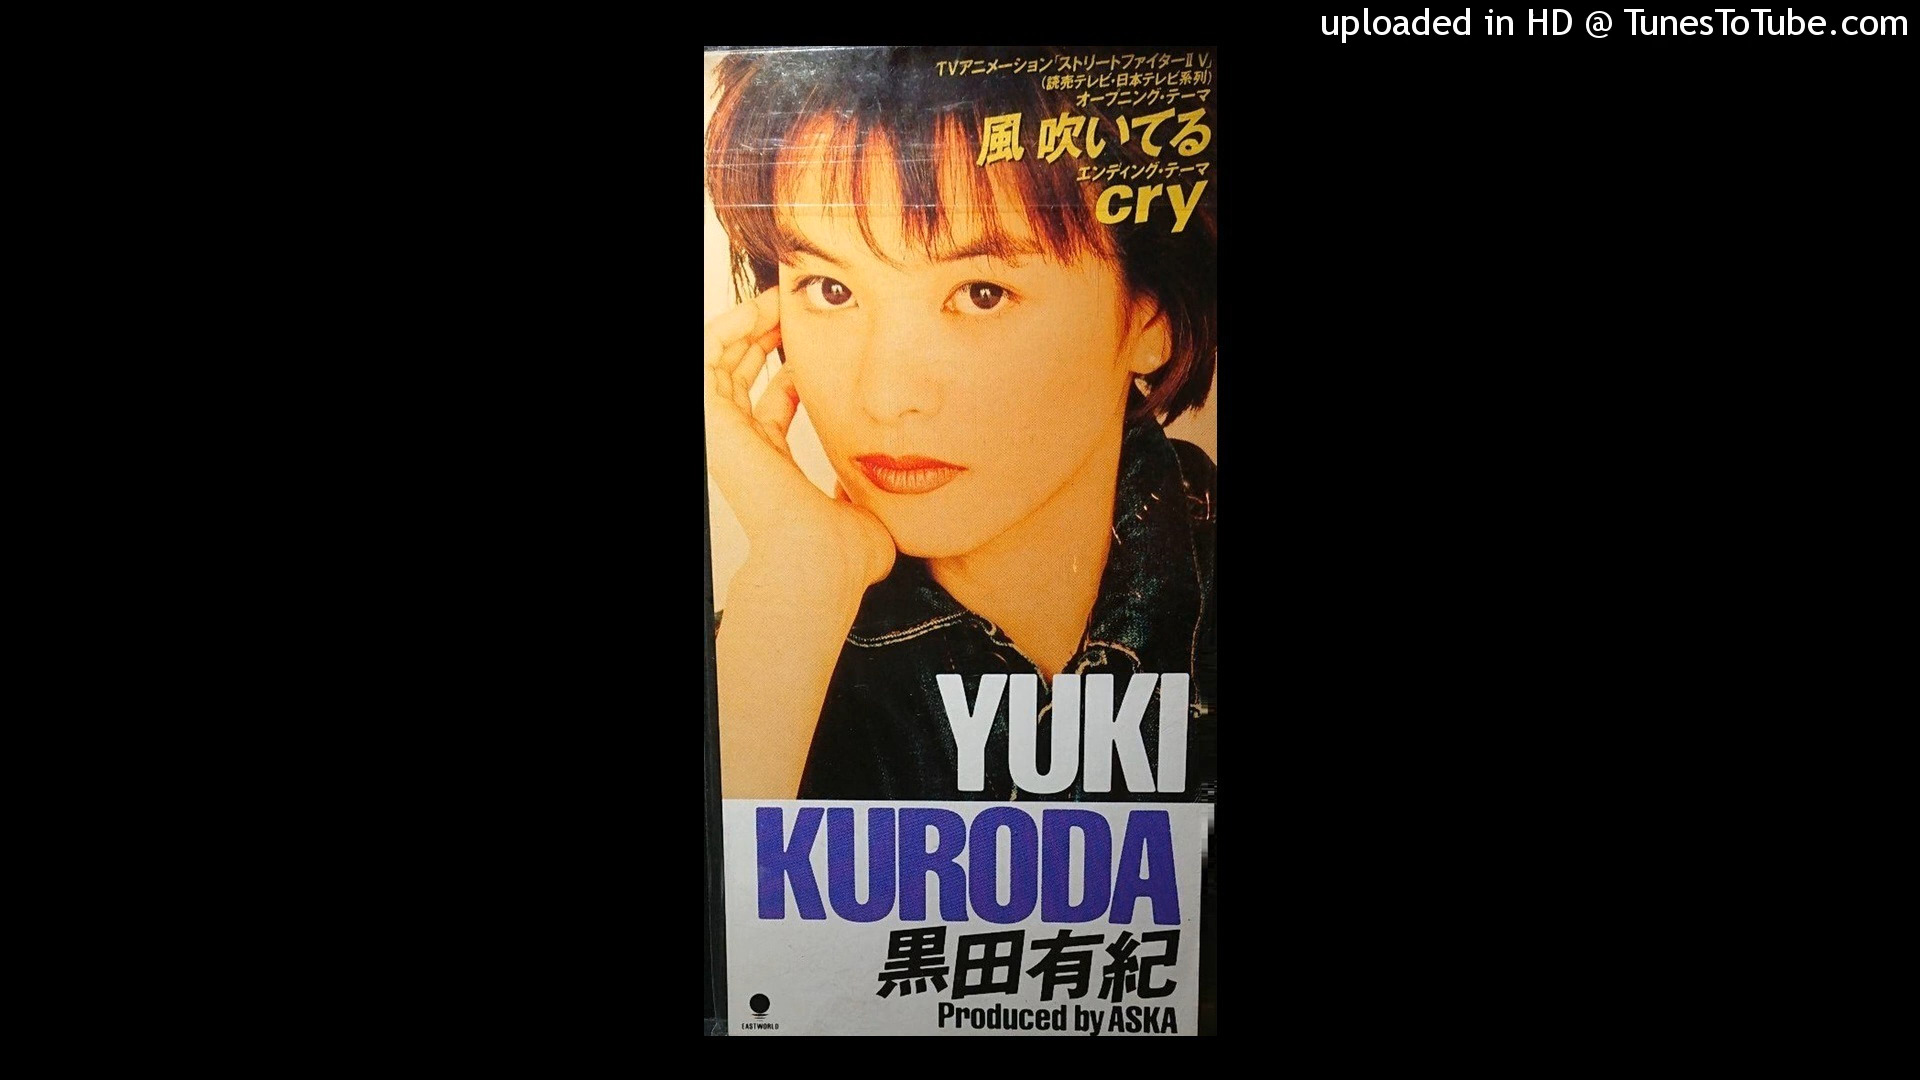 uploaded in HD @ TunesToTube.com
TVアニメーション「ストリートファイターII V」
(読売テレビ・日本テレビ系列)
オープニング・テーマ
風 吹いてる
エンディング・テーマ
cry
YUKI
KURODA
黒田有紀
Produced by ASKA
EASTWORLD